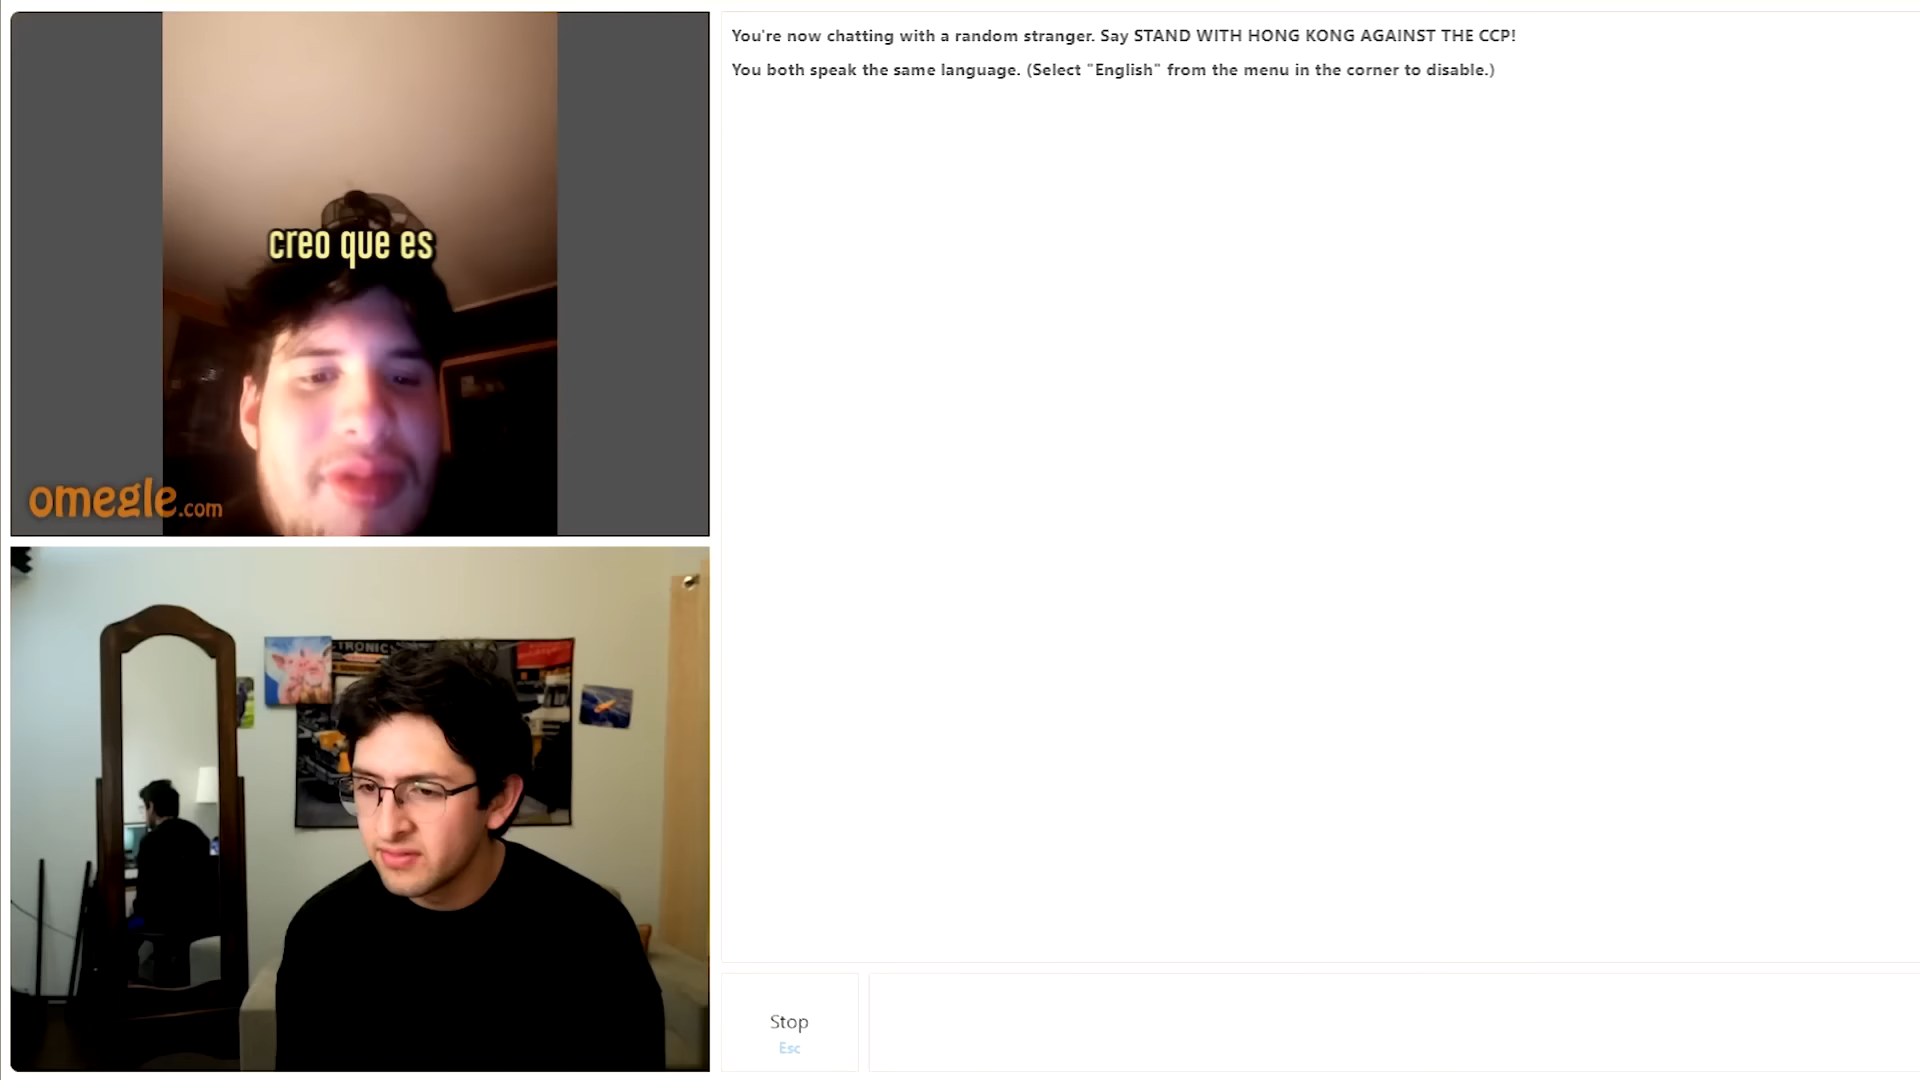 You're now chatting with a random stranger. Say STAND WITH HONG KONG AGAINST THE CCP!
You both speak the same language. (Select "English" from the menu in the corner to disable.)
creo que es
omegle.com
TRONIC
Stop
Esc